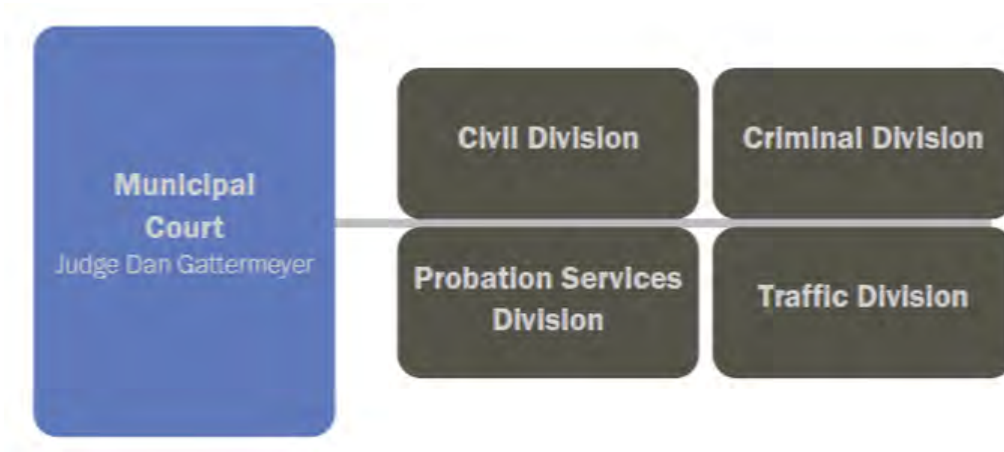 Municipal
Court
Judge Dan Gattermeyer
Civil Division
Criminal Division
Probation Services
Division
Traffic Division